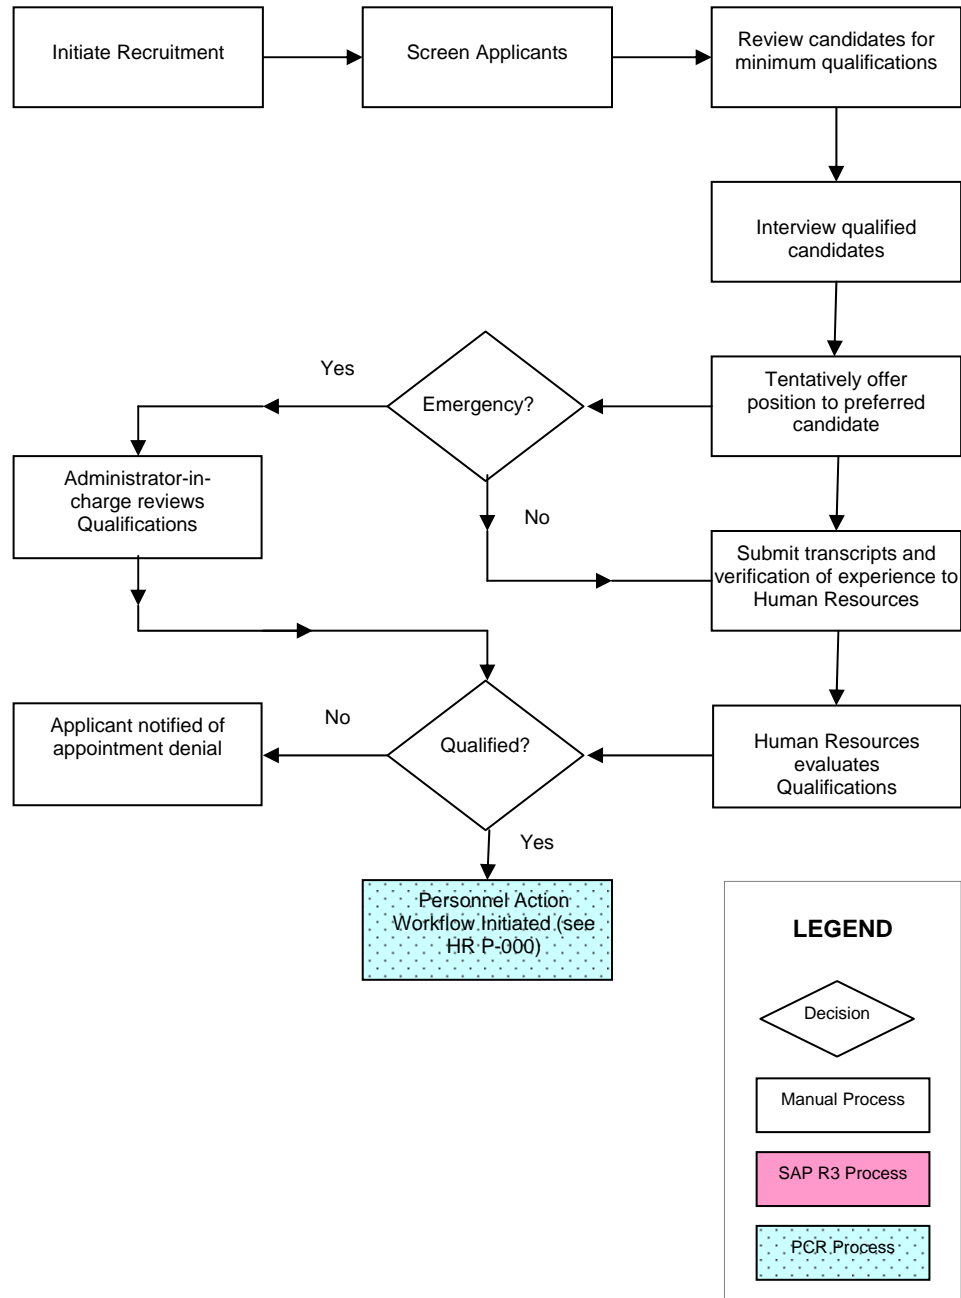 Initiate Recruitment
Screen Applicants
Review candidates for
minimum qualifications
Interview qualified
candidates
Yes
Emergency?
Tentatively offer
position to preferred
candidate
Administrator-in-
charge reviews
Qualifications
No
Submit transcripts and
verification of experience to
Human Resources
Applicant notified of
appointment denial
No
Qualified?
Human Resources
evaluates
Qualifications
Yes
Personnel Action
Workflow Initiated (see
HR P-000)
LEGEND
Decision
Manual Process
SAP R3 Process
PCR Process